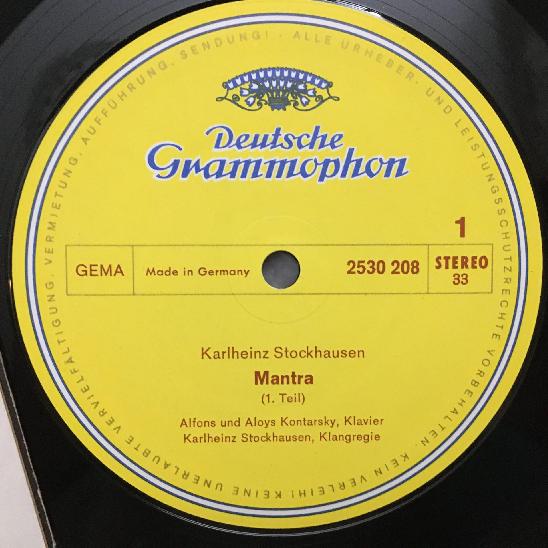 ALLE URHEBER- UND LEISTUNGSSCHUTZRECHTE VORBEHALTEN. KEIN VERLEIH! KEINE UNERLAUBTE VERVIELFÄLTIGUNG, VERMIETUNG, AUFFÜHRUNG, SENDUNG!
Deutsche
Grammophon
1
GEMA
Made in Germany
2530 208
STEREO
33
Karlheinz Stockhausen
Mantra
(1. Teil)
Alfons und Aloys Kontarsky, Klavier
Karlheinz Stockhausen, Klangregie